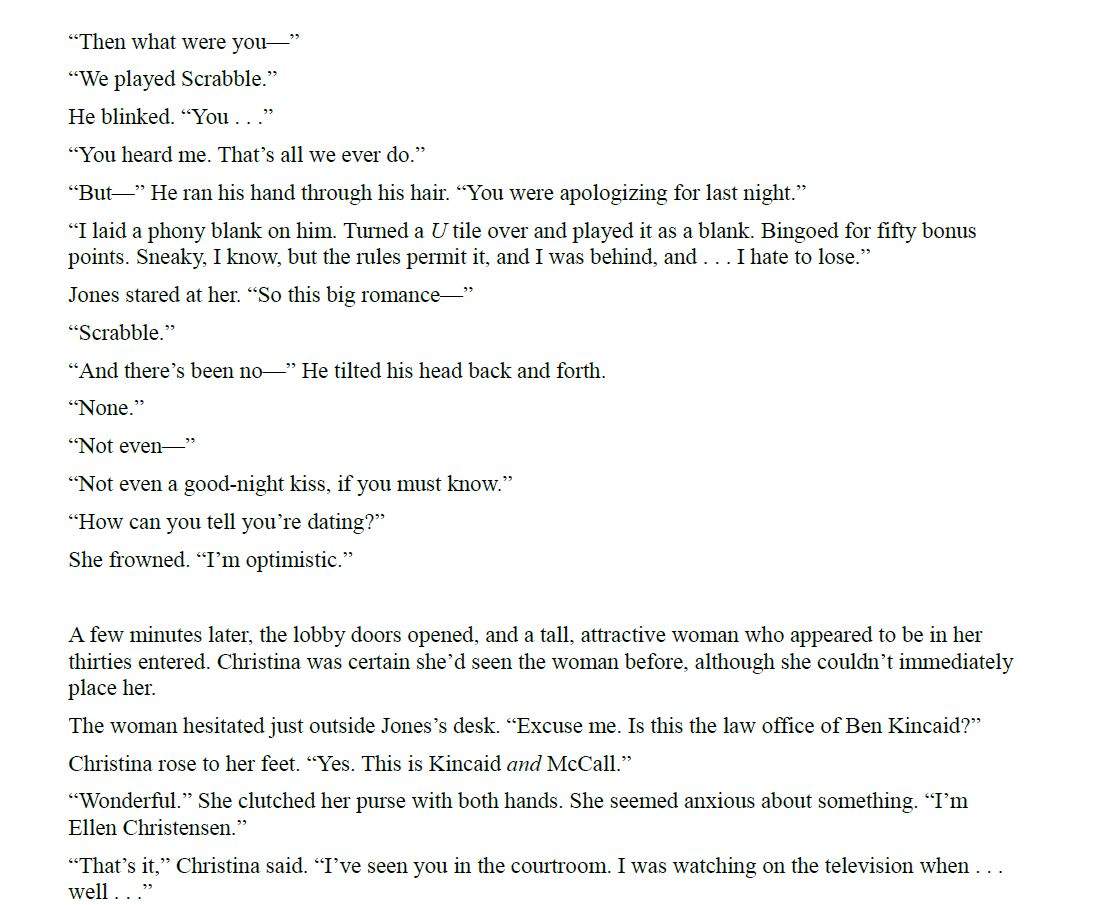 “Then what were you—”
“We played Scrabble.”
He blinked. “You . . .”
“You heard me. That’s all we ever do.”
“But—” He ran his hand through his hair. “You were apologizing for last night.”
“I laid a phony blank on him. Turned a U tile over and played it as a blank. Bingoed for fifty bonus
points. Sneaky, I know, but the rules permit it, and I was behind, and . . . I hate to lose.”
Jones stared at her. “So this big romance—”
“Scrabble.”
“And there’s been no—” He tilted his head back and forth.
“None.”
“Not even—”
“Not even a good-night kiss, if you must know.”
“How can you tell you’re dating?”
She frowned. “I’m optimistic.”
A few minutes later, the lobby doors opened, and a tall, attractive woman who appeared to be in her
thirties entered. Christina was certain she’d seen the woman before, although she couldn’t immediately
place her.
The woman hesitated just outside Jones’s desk. “Excuse me. Is this the law office of Ben Kincaid?”
Christina rose to her feet. “Yes. This is Kincaid and McCall.”
“Wonderful.” She clutched her purse with both hands. She seemed anxious about something. “I’m
Ellen Christensen.”
“That’s it,” Christina said. “I’ve seen you in the courtroom. I was watching on the television when . . .
well . . .”